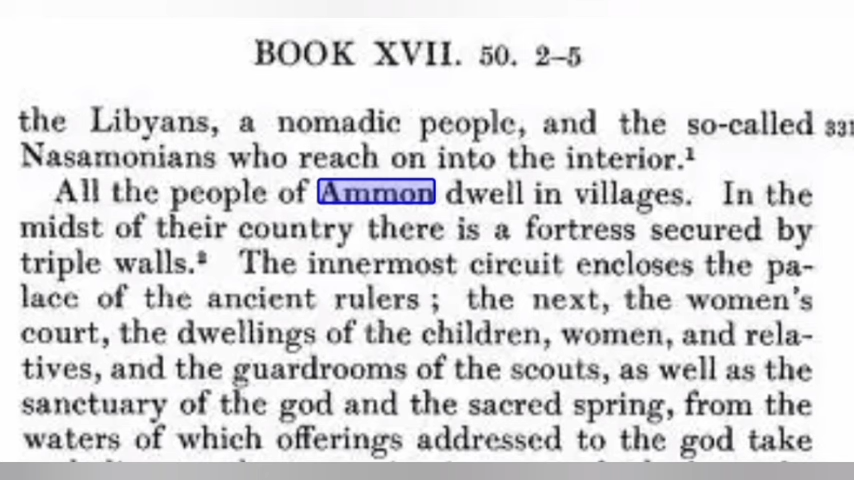 BOOK XVII. 50. 2–5
the Libyans, a nomadic people, and the so-called 331
Nasamonians who reach on into the interior.¹
All the people of Ammon dwell in villages. In the
midst of their country there is a fortress secured by
triple walls.² The innermost circuit encloses the pa-
lace of the ancient rulers ; the next, the women's
court, the dwellings of the children, women, and rela-
tives, and the guardrooms of the scouts, as well as the
sanctuary of the god and the sacred spring, from the
waters of which offerings addressed to the god take